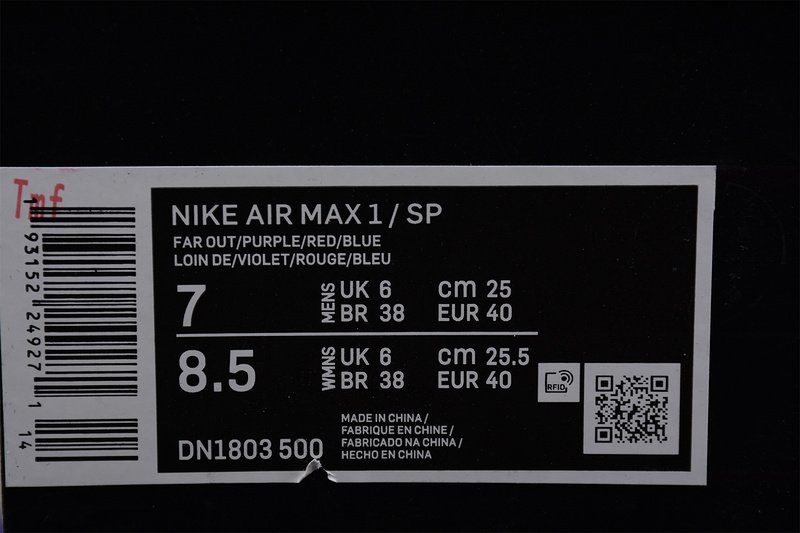 Tmf
1 93152 24927 1
14
NIKE AIR MAX 1 / SP
FAR OUT/PURPLE/RED/BLUE
LOIN DE/VIOLET/ROUGE/BLEU
7 MENS UK 6 cm 25
BR 38 EUR 40
8.5 WMNS UK 6 cm 25.5
BR 38 EUR 40
RFID
DN1803 500
MADE IN CHINA /
FABRIQUE EN CHINE /
FABRICADO NA CHINA /
HECHO EN CHINA